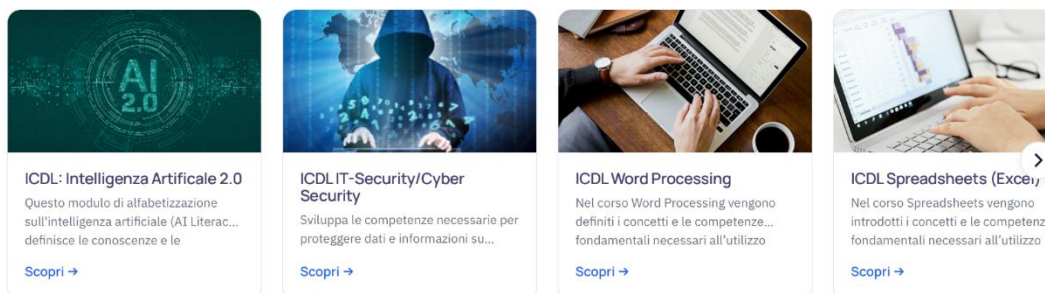 AI
2.0
ICDL: Intelligenza Artificale 2.0
Questo modulo di alfabetizzazione
sull'intelligenza artificiale (AI Literac...
definisce le conoscenze e le
Scopri →
ICDL IT-Security/Cyber
Security
Sviluppa le competenze necessarie per
proteggere dati e informazioni su...
Scopri →
ICDL Word Processing
Nel corso Word Processing vengono
definiti i concetti e le competenze...
fondamentali necessari all'utilizzo
Scopri →
ICDL Spreadsheets (Excel)
Nel corso Spreadsheets vengono
introdotti i concetti e le competenz
fondamentali necessari all'utilizzo
Scopri →